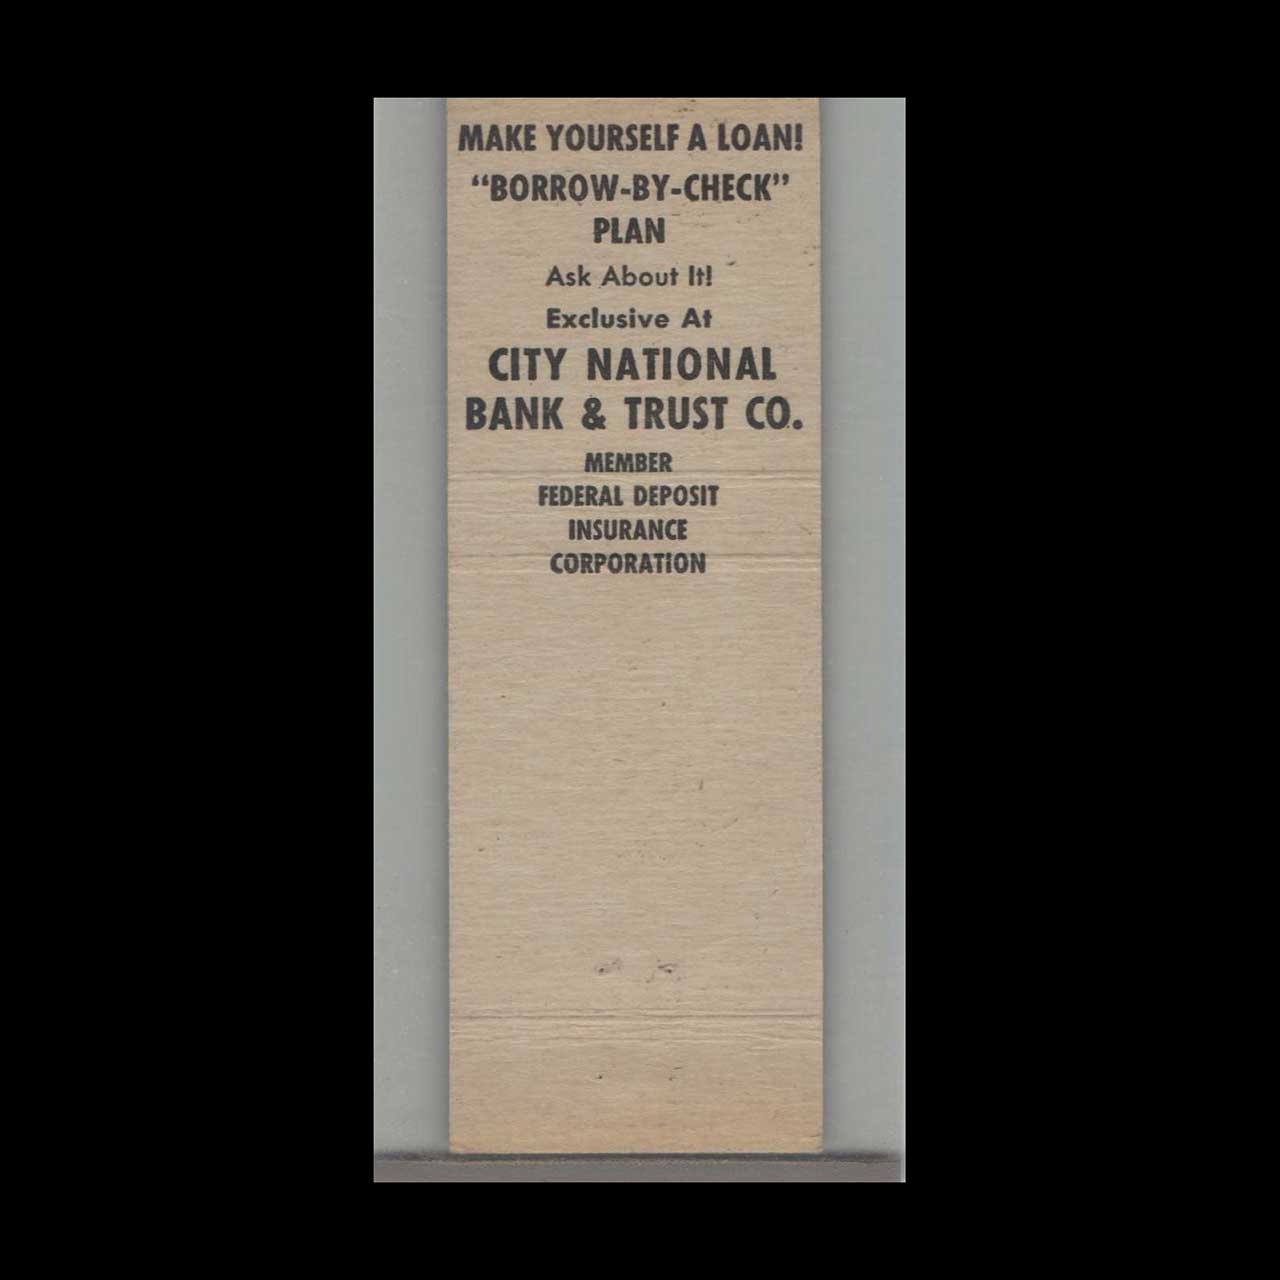 MAKE YOURSELF A LOAN!
“BORROW-BY-CHECK”
PLAN
Ask About It!
Exclusive At
CITY NATIONAL
BANK & TRUST CO.
MEMBER
FEDERAL DEPOSIT
INSURANCE
CORPORATION